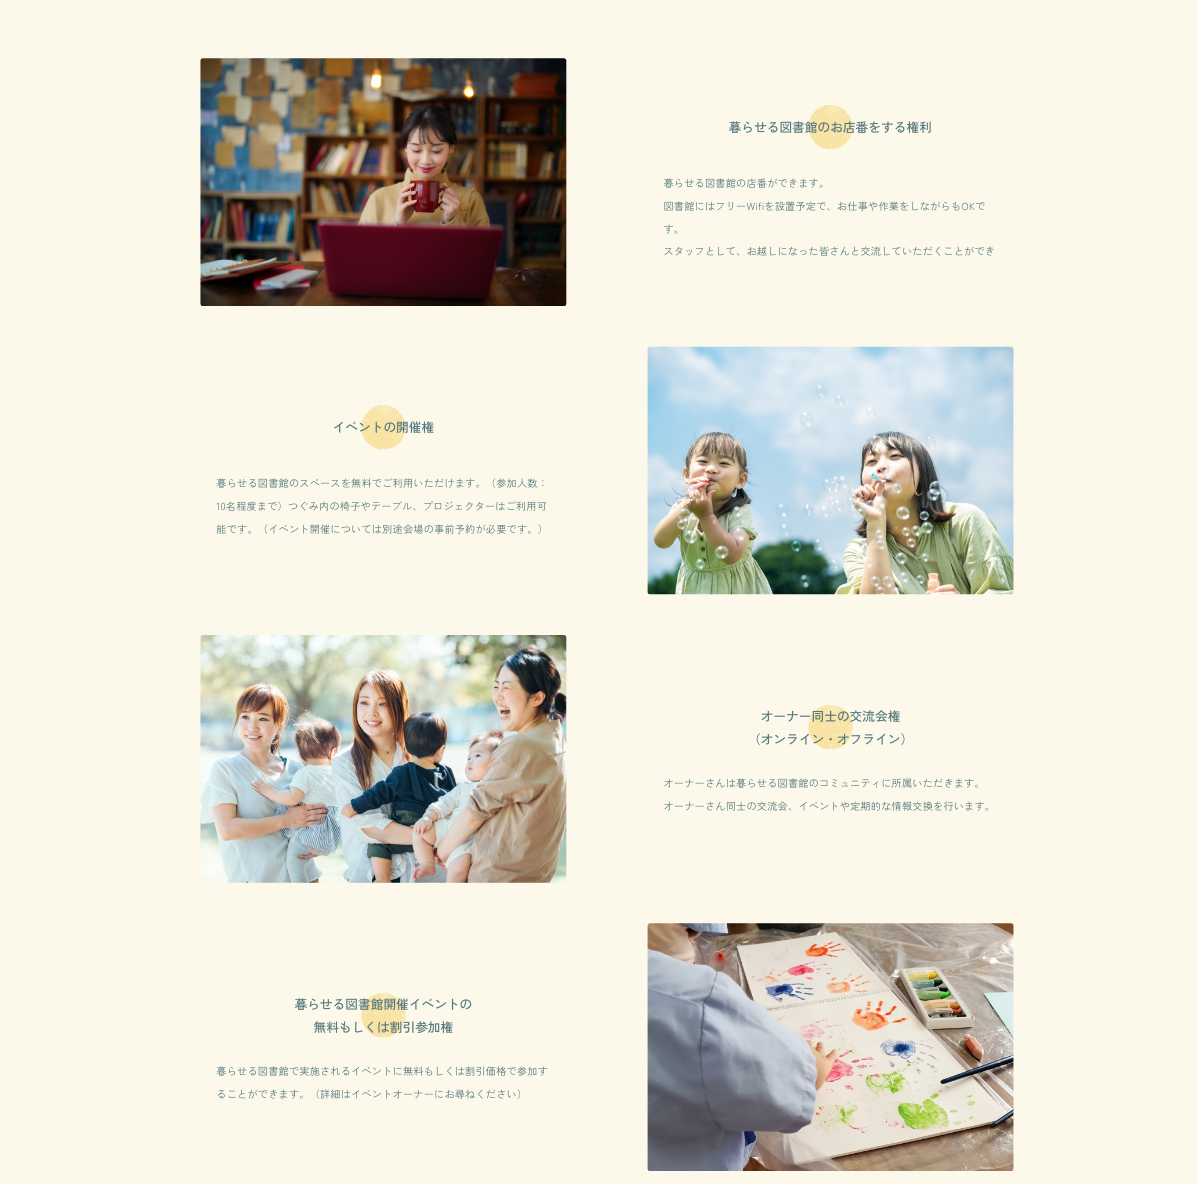 暮らせる図書館のお店番をする権利
暮らせる図書館の店番ができます。
図書館にはフリーWifiを設置予定で、お仕事や作業をしながらもOKで
す。
スタッフとして、お越しになった皆さんと交流していただくことができ
イベントの開催権
暮らせる図書館のスペースを無料でご利用いただけます。（参加人数：
10名程度まで）つぐみ内の椅子やテーブル、プロジェクターはご利用可
能です。（イベント開催については別途会場の事前予約が必要です。）
オーナー同士の交流会権
（オンライン・オフライン）
オーナーさんは暮らせる図書館のコミュニティに所属いただきます。
オーナーさん同士の交流会、イベントや定期的な情報交換を行います。
暮らせる図書館開催イベントの
無料もしくは割引参加権
暮らせる図書館で実施されるイベントに無料もしくは割引価格で参加す
ることができます。（詳細はイベントオーナーにお尋ねください）